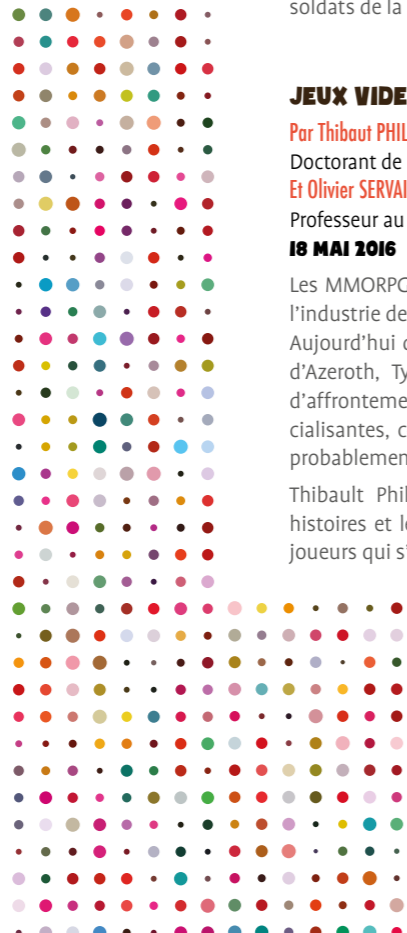 soldats de la
JEUX VIDE
Par Thibaut PHIL
Doctorant de
Et Olivier SERVAI
Professeur au
18 MAI 2016
Les MMORPG
l'industrie de
Aujourd'hui
d'Azeroth, Ty
d'affronteme
cialisantes, c
probablemen
Thibault Phil
histoires et l
joueurs qui s'